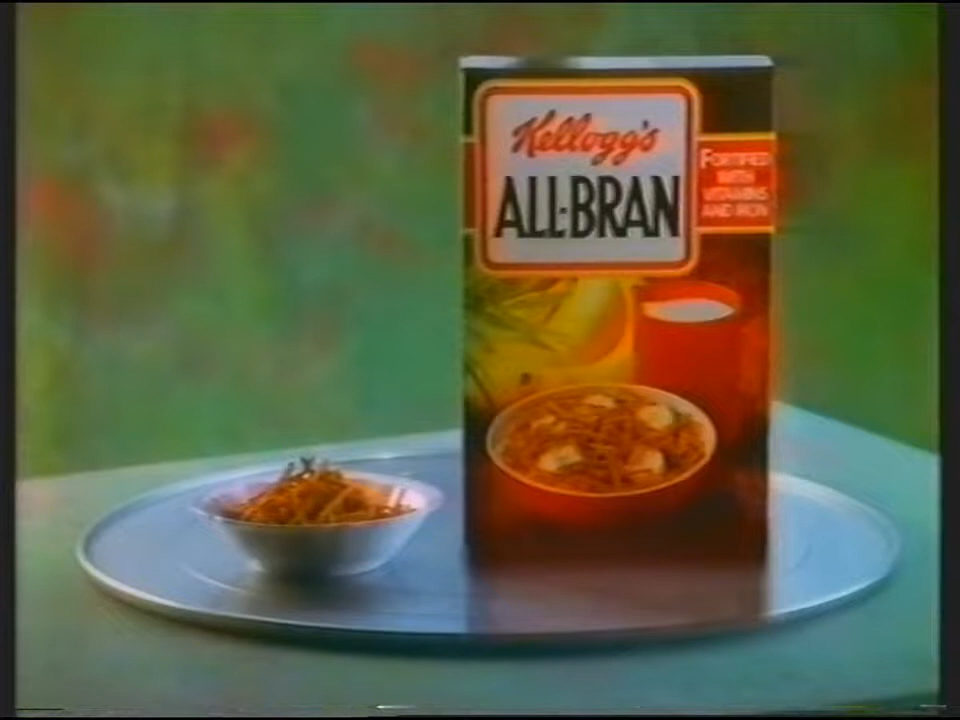 Kellogg's
ALL-BRAN
FORTIFIED
WITH
VITAMINS
AND IRON